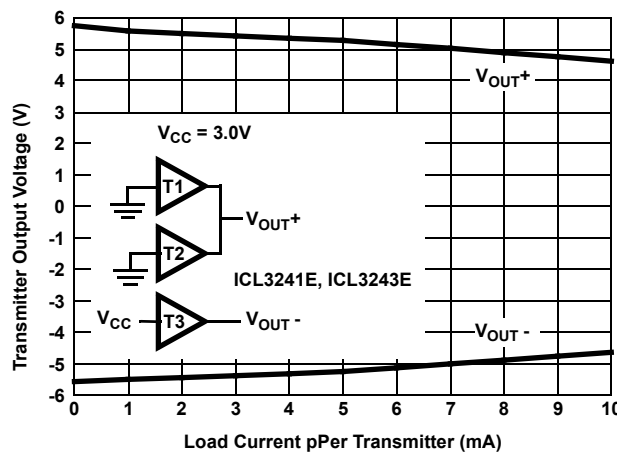 Transmitter Output Voltage (V)
6
5
4
3
2
1
0
-1
-2
-3
-4
-5
-6
VOUT+
VCC = 3.0V
T1
VOUT+
T2
ICL3241E, ICL3243E
VCC
T3
VOUT -
VOUT -
0 1 2 3 4 5 6 7 8 9 10
Load Current pPer Transmitter (mA)